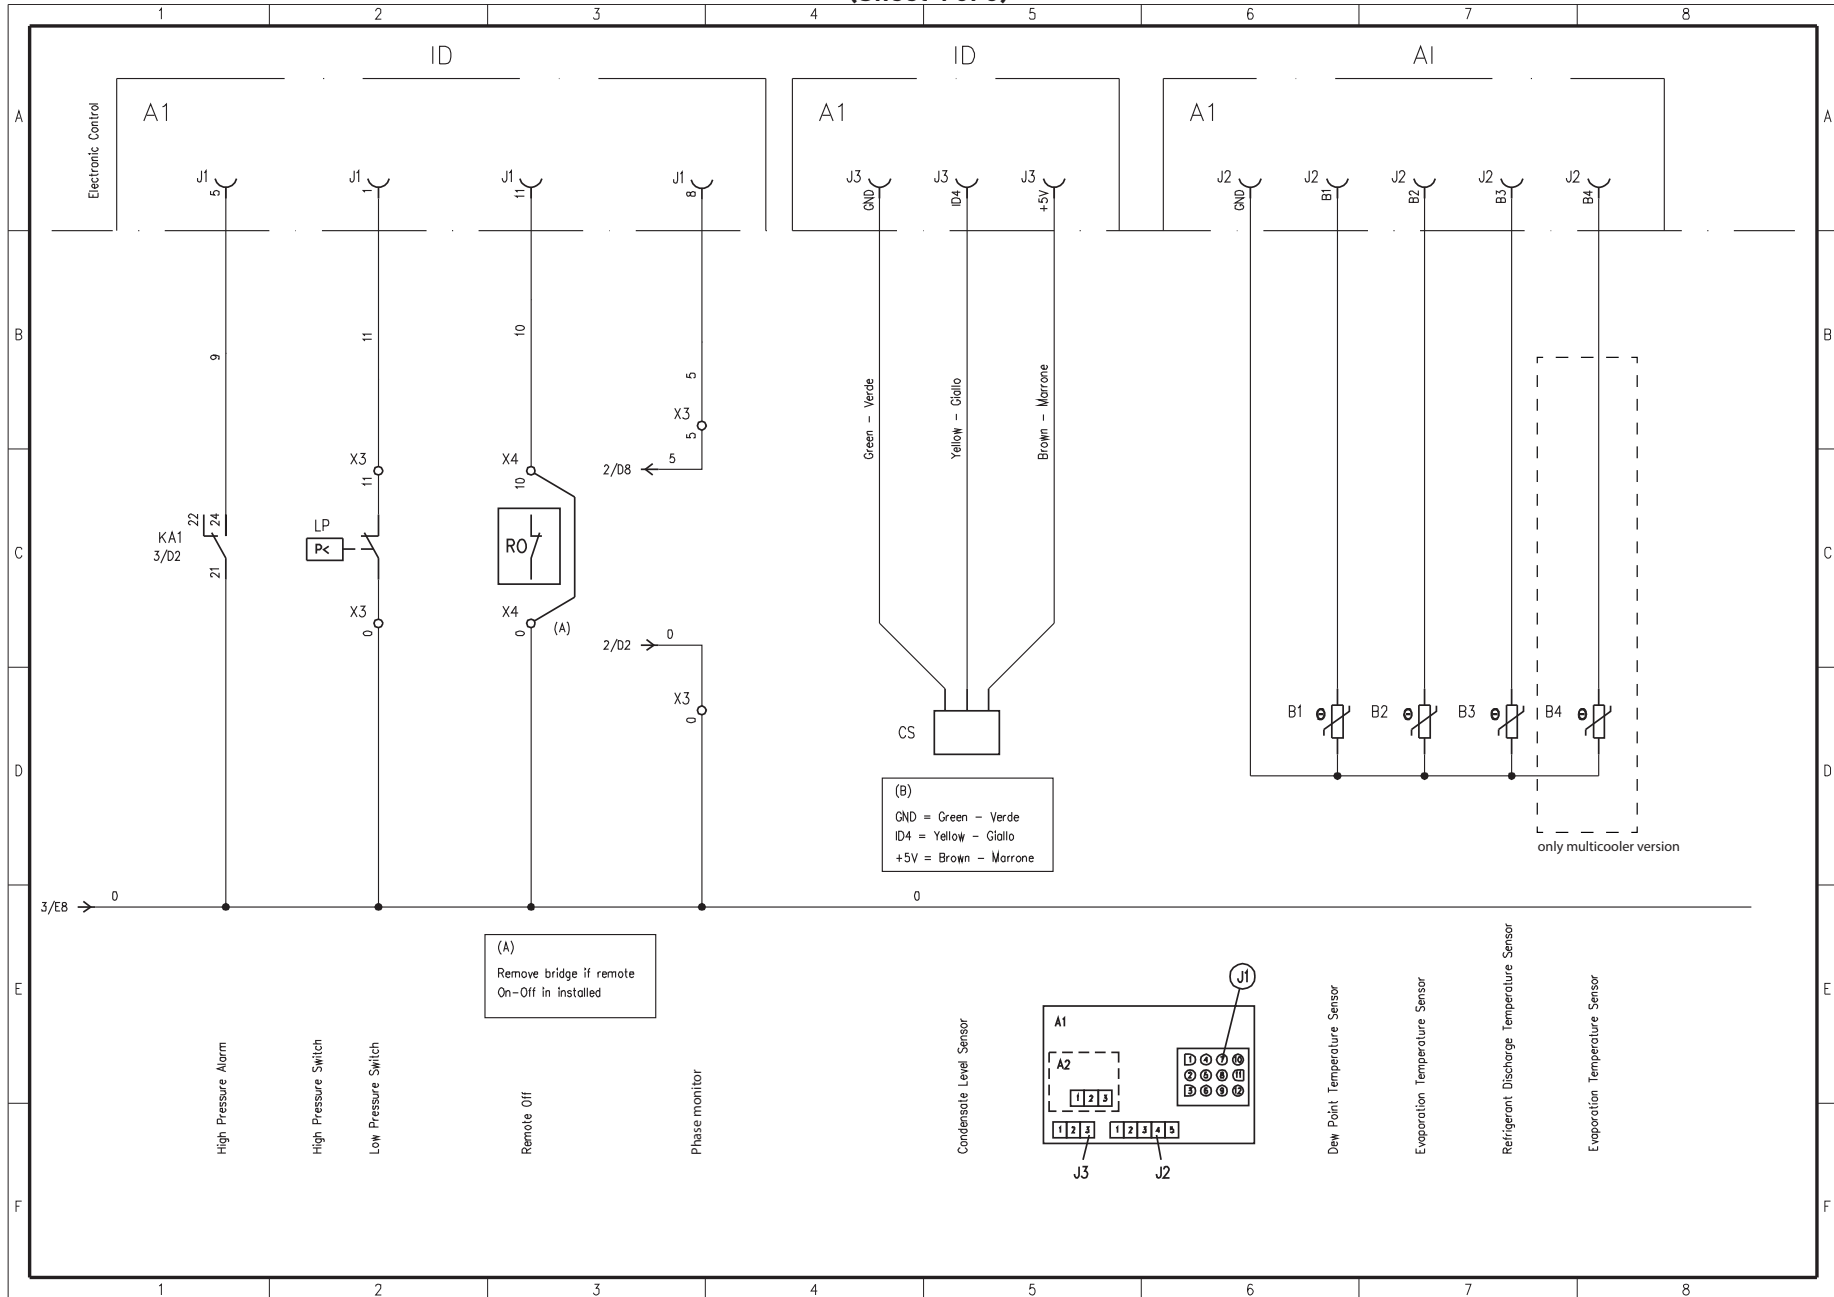 1 2 3 4 5 6 7 8
ID ID AI
A A
Electronic Control
A1 A1 A1
J1 J1 J1 J1 J3 J3 J3 J2 J2 J2 J2 J2
5 1 11 8 GND ID4 +5V GND B1 B2 B3 B4
B B
9 11 10 5
Green - Verde
Yellow - Giallo
Brown - Marrone
X3
5
X3 X4
11 10
2/D8 5
C C
22 24
KA1
3/D2
21
LP
P<
RO
X3 X4
0 0 (A)
2/D2 0
X3
0
B1 Θ B2 Θ B3 Θ B4 Θ
CS
D D
(B)
GND = Green - Verde
ID4 = Yellow - Giallo
+5V = Brown - Marrone
only multicooler version
3/E8 0 0
(A)
Remove bridge if remote
On-Off in installed
E E
J1
A1
A2
1 2 3
1 4 7 10
2 5 8 11
3 6 9 12
1 2 3 1 2 3 4 5
J3 J2
High Pressure Alarm
High Pressure Switch
Low Pressure Switch
Remote Off
Phase monitor
Condensate Level Sensor
Dew Point Temperature Sensor
Evaporation Temperature Sensor
Refrigerant Discharge Temperature Sensor
Evaporation Temperature Sensor
F F
1 2 3 4 5 6 7 8